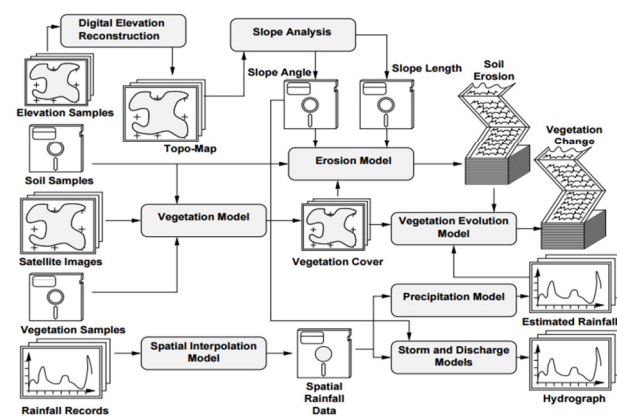 Digital Elevation
Reconstruction
Slope Analysis
Slope Angle
Slope Length
Soil
Erosion
Elevation Samples
Topo-Map
Vegetation
Change
Erosion Model
Soil Samples
Vegetation Model
Vegetation Evolution
Model
Satellite Images
Vegetation Cover
Precipitation Model
Vegetation Samples
Estimated Rainfall
Spatial Interpolation
Model
Storm and Discharge
Models
Rainfall Records
Spatial
Rainfall
Data
Hydrograph